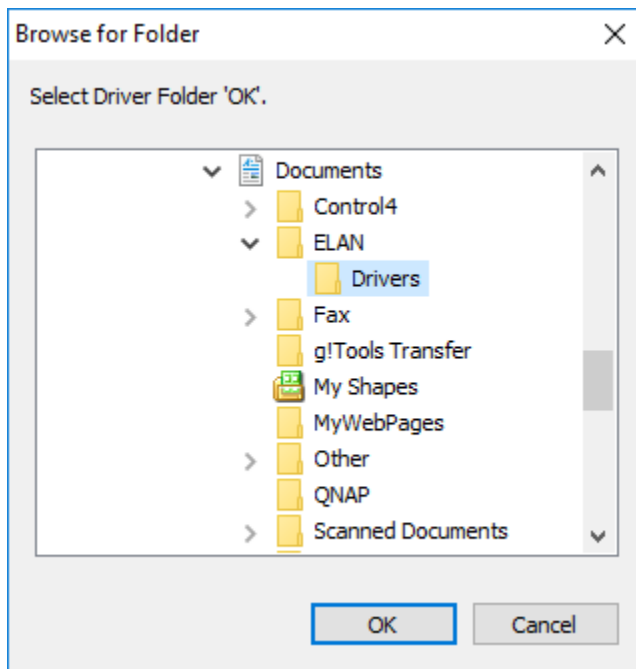 Browse for Folder
Select Driver Folder 'OK'.
Documents
Control4
ELAN
Drivers
Fax
g!Tools Transfer
My Shapes
MyWebPages
Other
QNAP
Scanned Documents
OK
Cancel